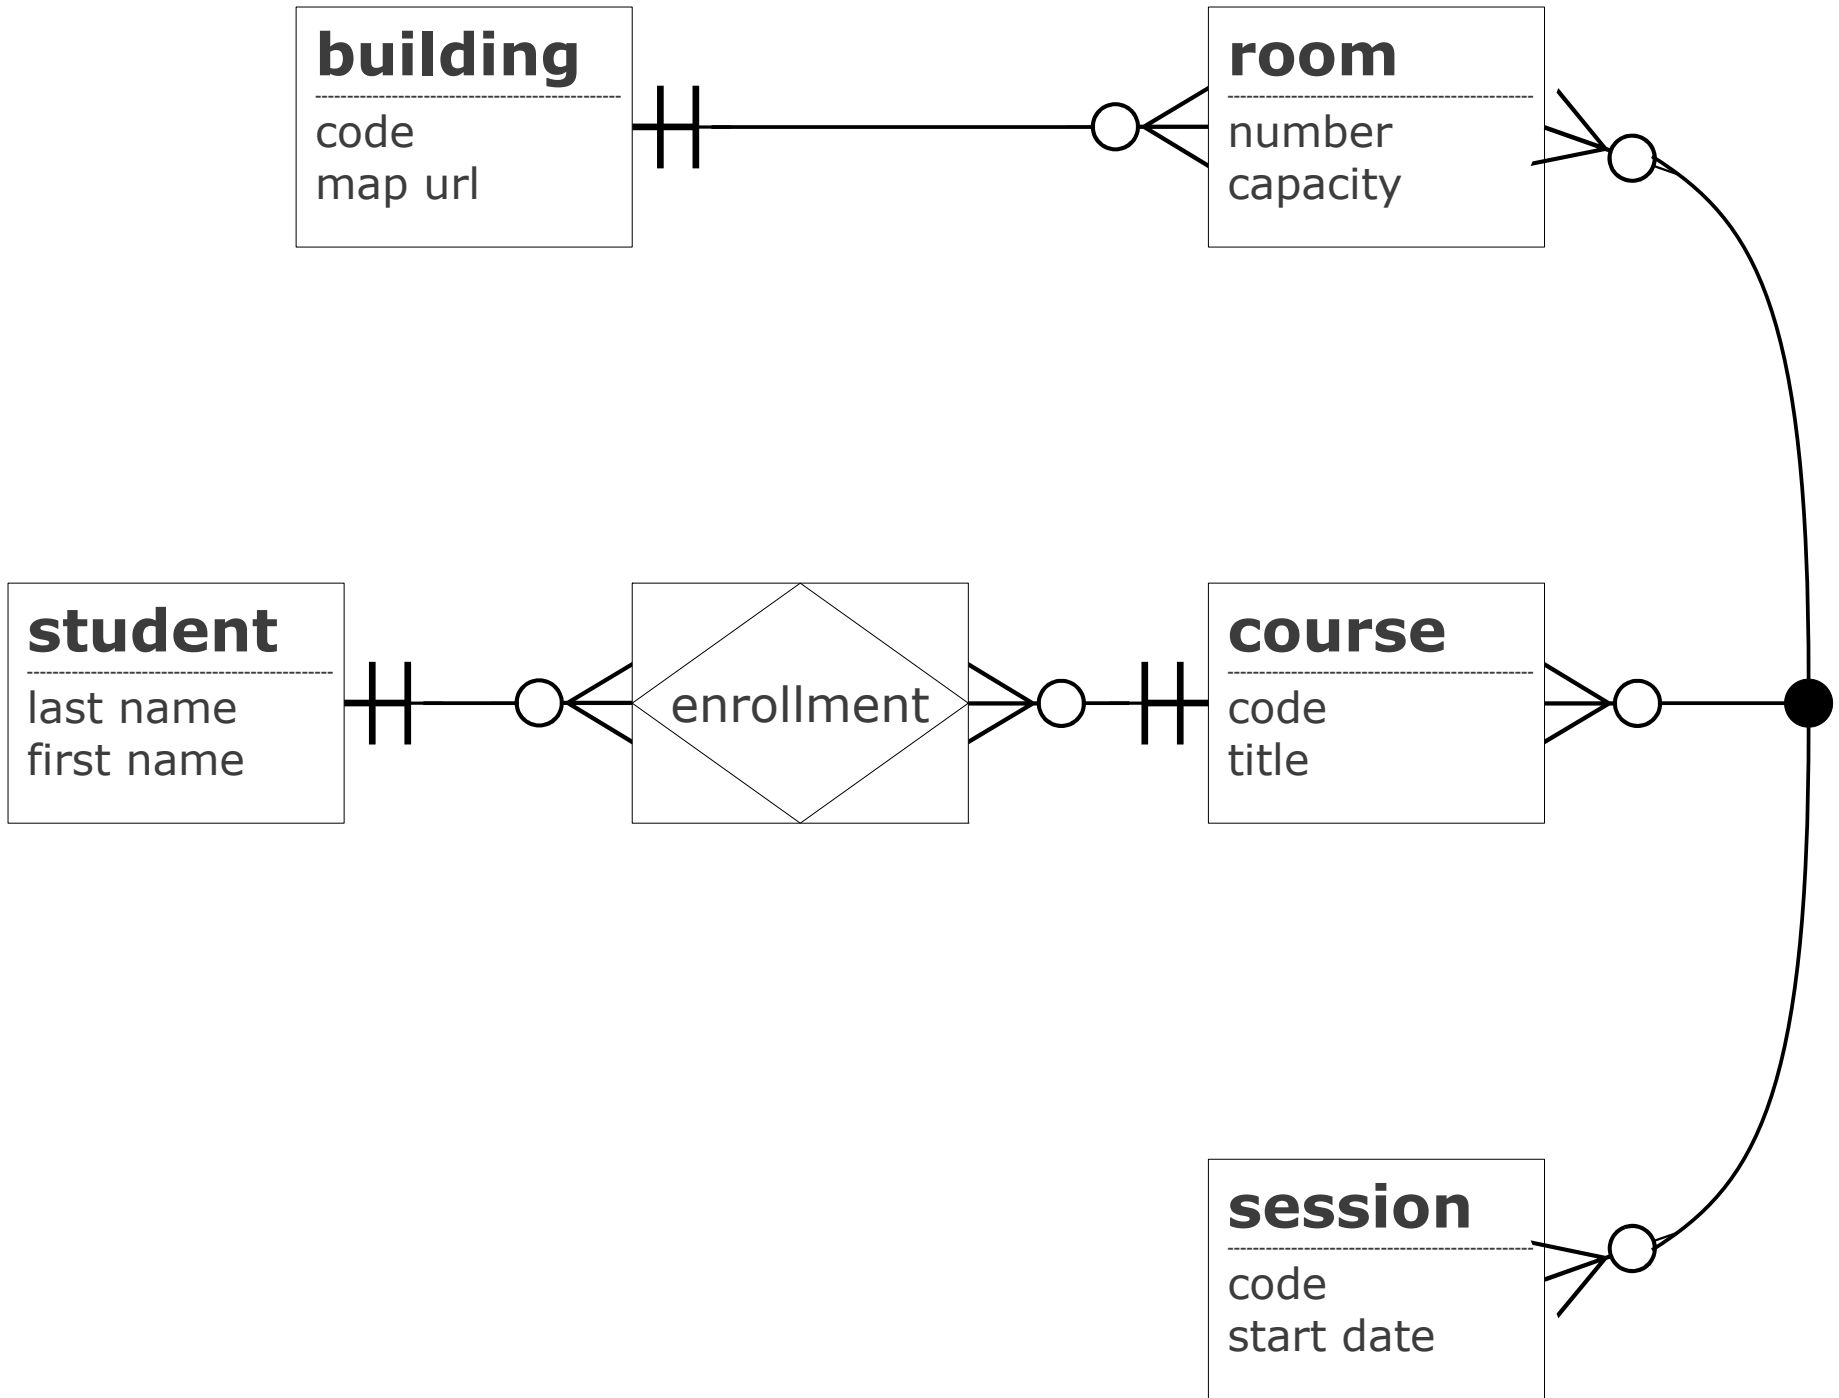 building
code
map url
room
number
capacity
student
last name
first name
enrollment
course
code
title
session
code
start date